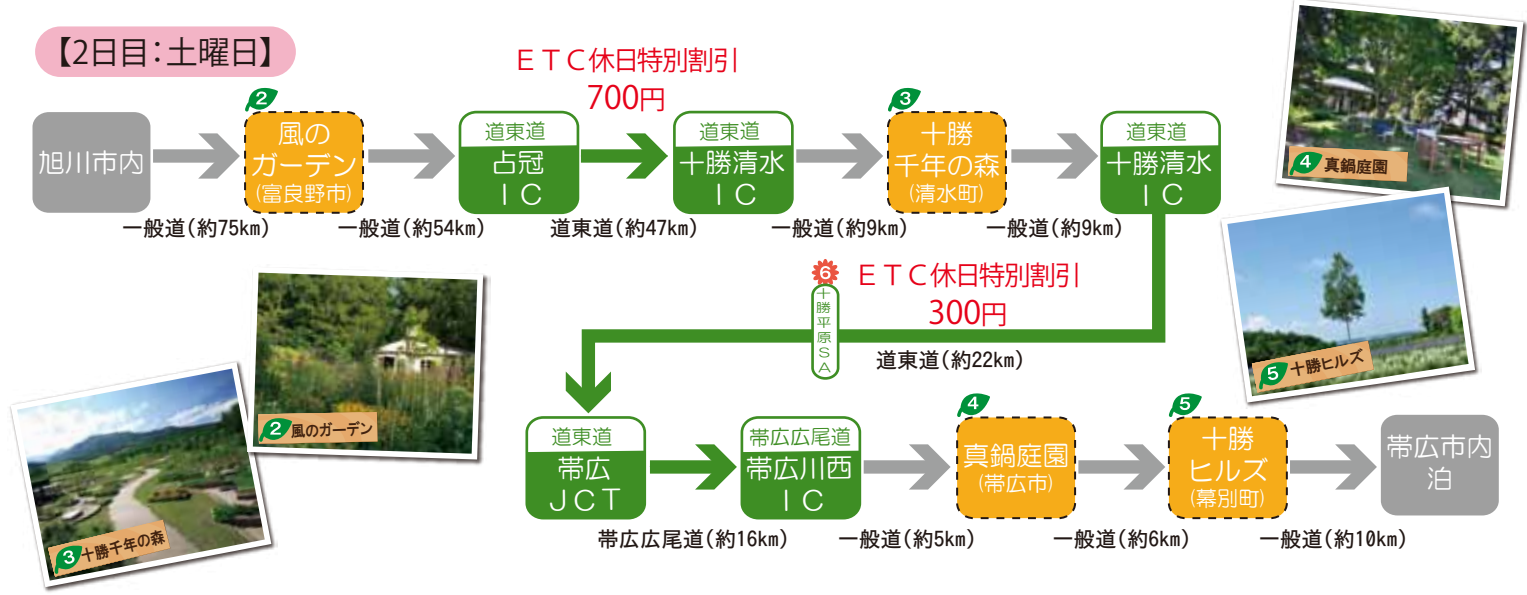 【2日目：土曜日】
ＥＴＣ休日特別割引
700円
旭川市内
2
風の
ガーデン
(富良野市)
道東道
占冠
ＩＣ
道東道
十勝清水
ＩＣ
3
十勝
千年の森
(清水町)
道東道
十勝清水
ＩＣ
一般道(約75km)
一般道(約54km)
道東道(約47km)
一般道(約9km)
一般道(約9km)
4 真鍋庭園
6
十勝平原SA
ＥＴＣ休日特別割引
300円
道東道(約22km)
5 十勝ヒルズ
2 風のガーデン
3 十勝千年の森
道東道
帯広
JCT
帯広広尾道
帯広川西
ＩＣ
4
真鍋庭園
(帯広市)
5
十勝
ヒルズ
(幕別町)
帯広市内
泊
帯広広尾道(約16km)
一般道(約5km)
一般道(約6km)
一般道(約10km)